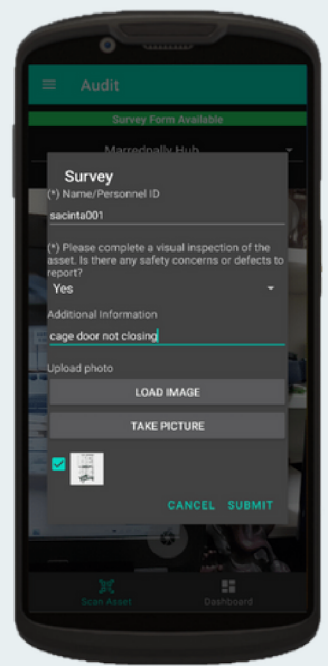 Audit
Survey Form Available
Marredpally Hub
Survey
(*) Name/Personnel ID
sacinta001
(*) Please complete a visual inspection of the
asset. Is there any safety concerns or defects to
report?
Yes
Additional Information
cage door not closing
Upload photo
LOAD IMAGE
TAKE PICTURE
CANCEL SUBMIT
Scan Asset Dashboard